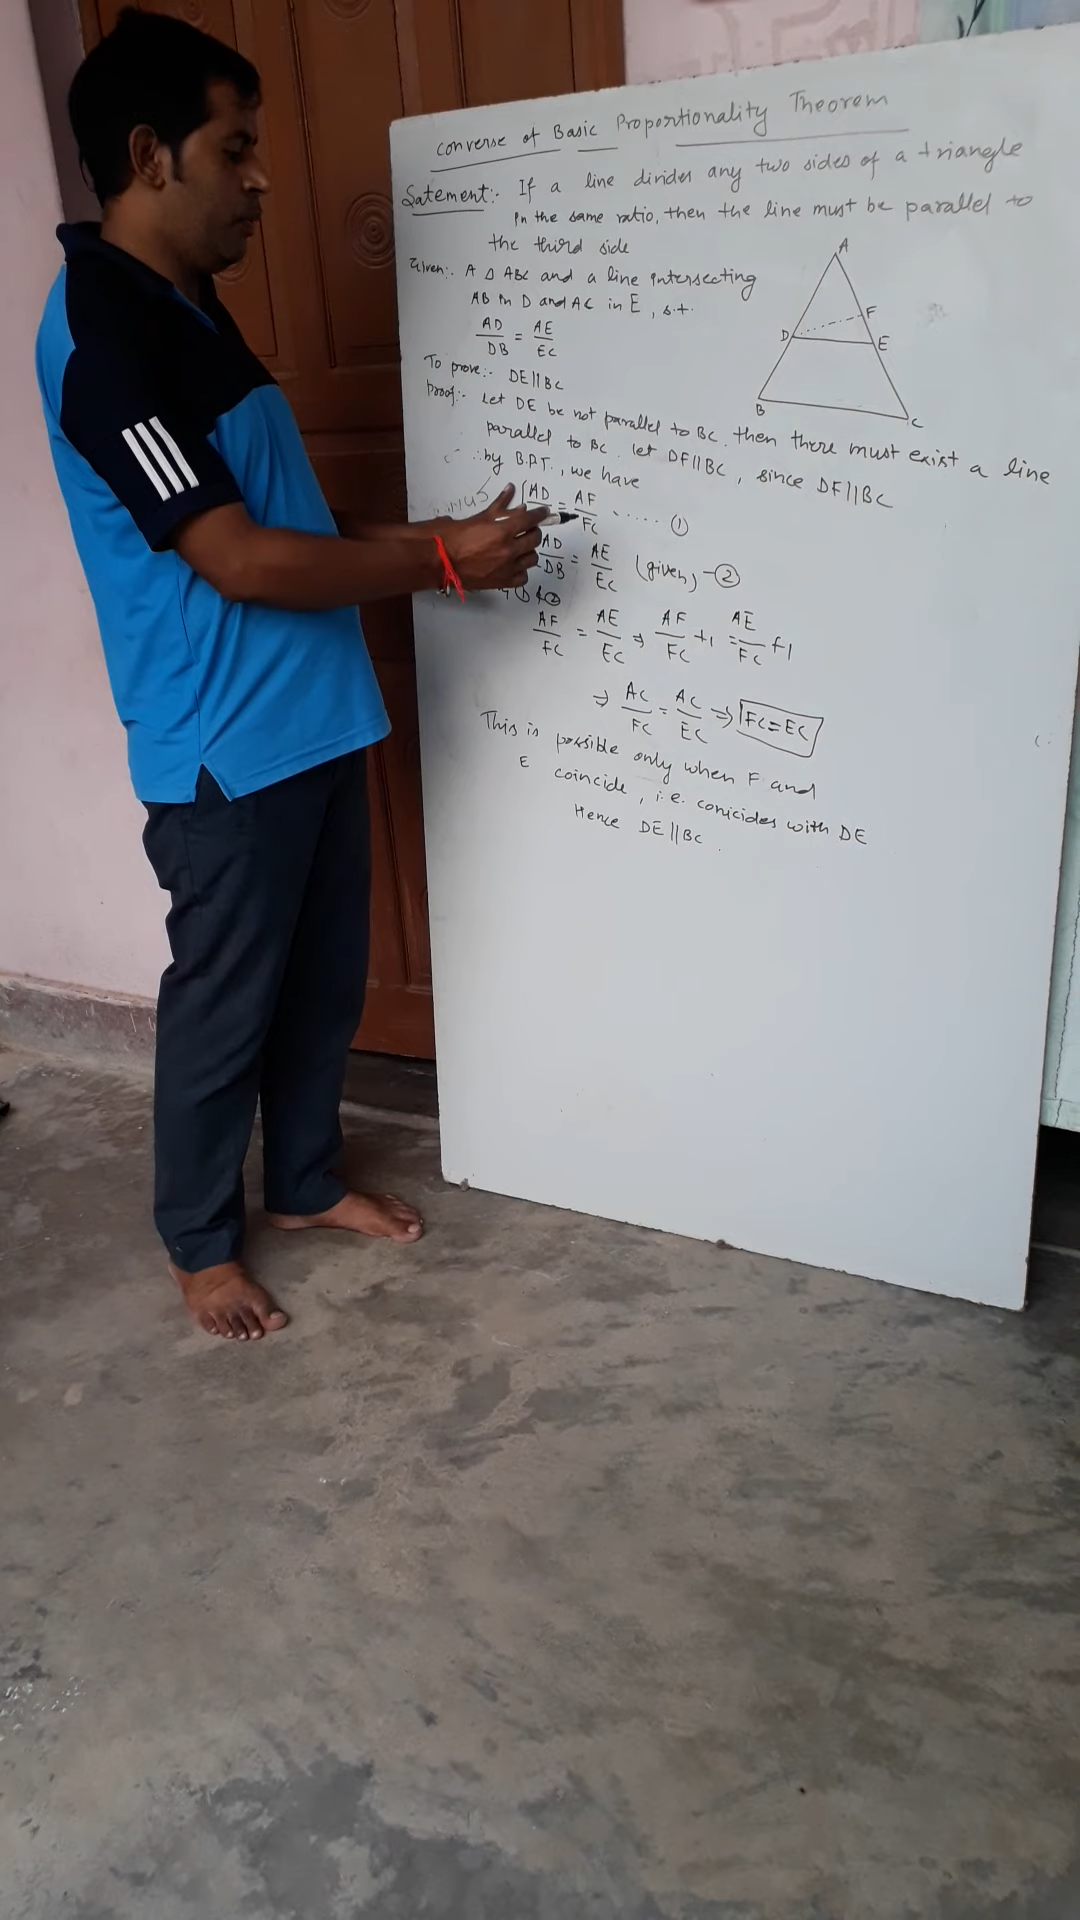 Converse of Basic Proportionality Theorem
Satement:- If a line divides any two sides of a triangle
in the same ratio, then the line must be parallel to
the third side
Given:- A Δ ABC and a line intersecting
AB in D and AC in E, s.t.
AD/DB = AE/EC
To prove:- DE||BC
Proof:- Let DE be not parallel to BC. then there must exist a line
parallel to BC. let DF||BC, since DF||BC
∴ by B.P.T., we have
AD = AF/FC ..... ①
AD/DB = AE/EC (given) - ②
① & ②
AF/FC = AE/EC ⇒ AF/FC +1 = AE/FC +1
⇒ AC/FC = AC/EC ⇒ FC=EC
This is possible only when F and
E coincide, i.e. conicides with DE
Hence DE||BC.
A
F
D
E
B
C